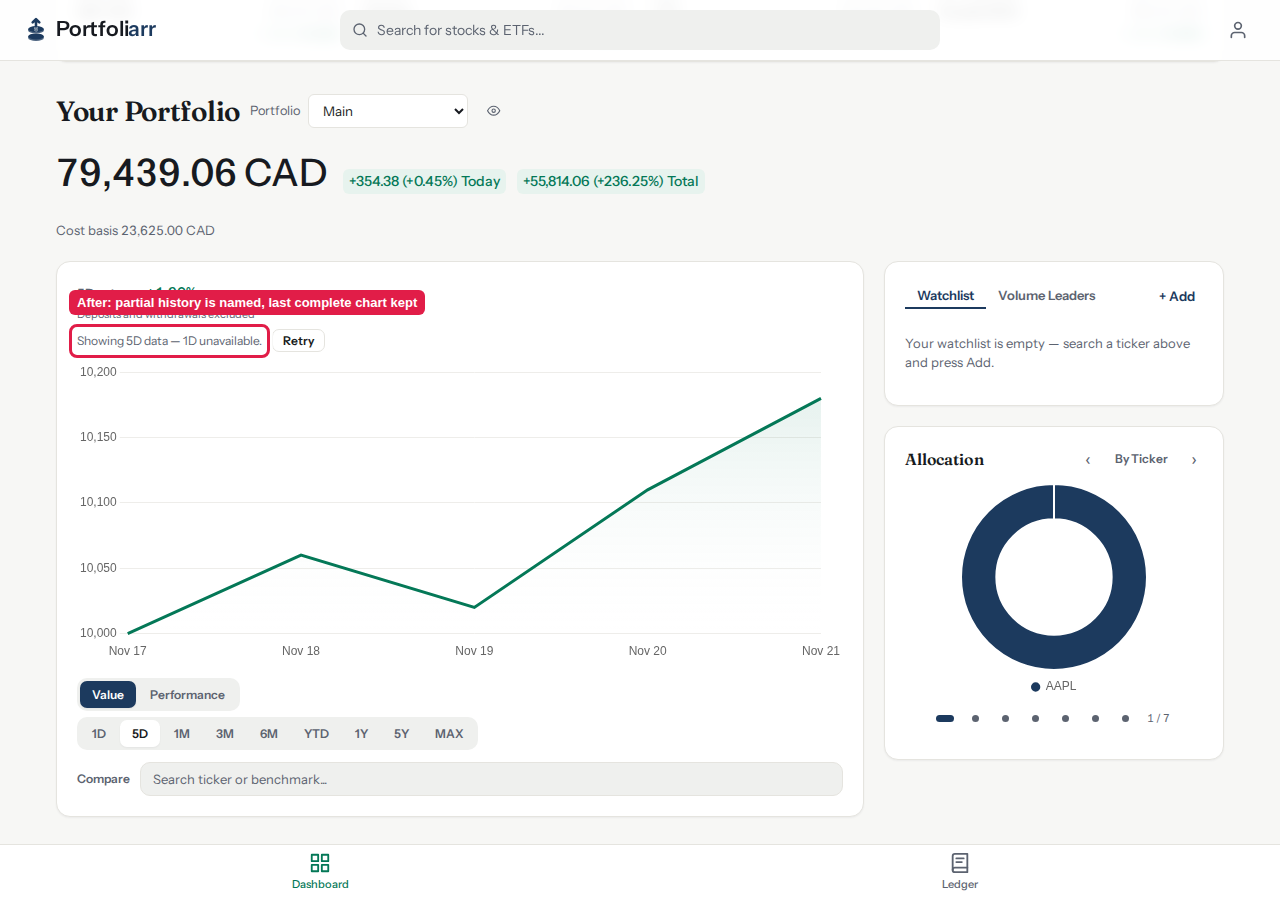 Portfoliarr
Search for stocks & ETFs...
Your Portfolio
Portfolio
Main
79,439.06 CAD
+354.38 (+0.45%) Today
+55,814.06 (+236.25%) Total
Cost basis 23,625.00 CAD
After: partial history is named, last complete chart kept
Deposits and withdrawals excluded
Showing 5D data — 1D unavailable.
Retry
10,200
10,150
10,100
10,050
10,000
Nov 17
Nov 18
Nov 19
Nov 20
Nov 21
Value
Performance
1D
5D
1M
3M
6M
YTD
1Y
5Y
MAX
Compare
Search ticker or benchmark...
Watchlist
Volume Leaders
+ Add
Your watchlist is empty — search a ticker above
and press Add.
Allocation
‹
By Ticker
›
AAPL
1 / 7
Dashboard
Ledger